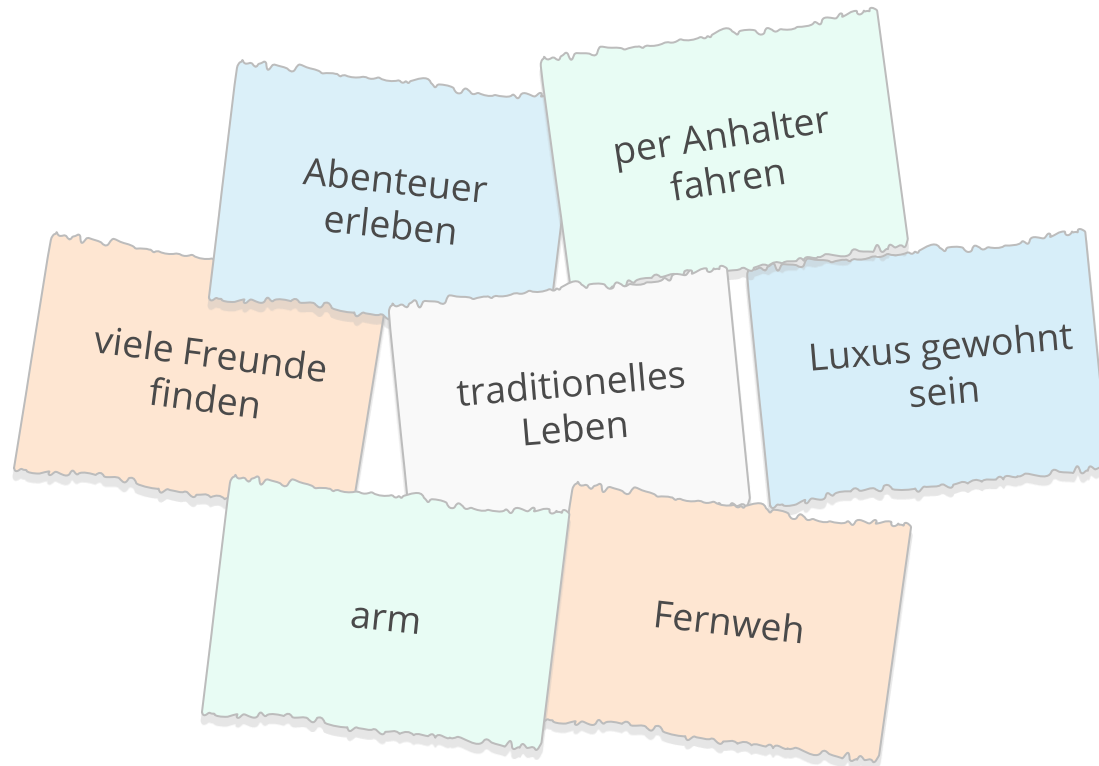 Abenteuer
erleben
per Anhalter
fahren
viele Freunde
finden
traditionelles
Leben
Luxus gewohnt
sein
arm
Fernweh